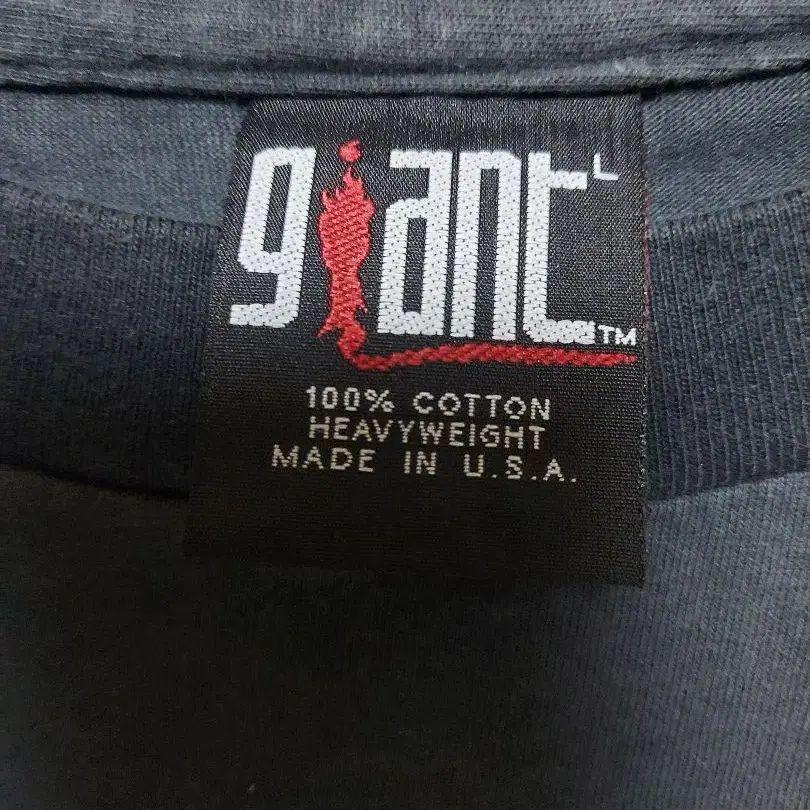 giant L
TM
100% COTTON
HEAVYWEIGHT
MADE IN U.S.A.